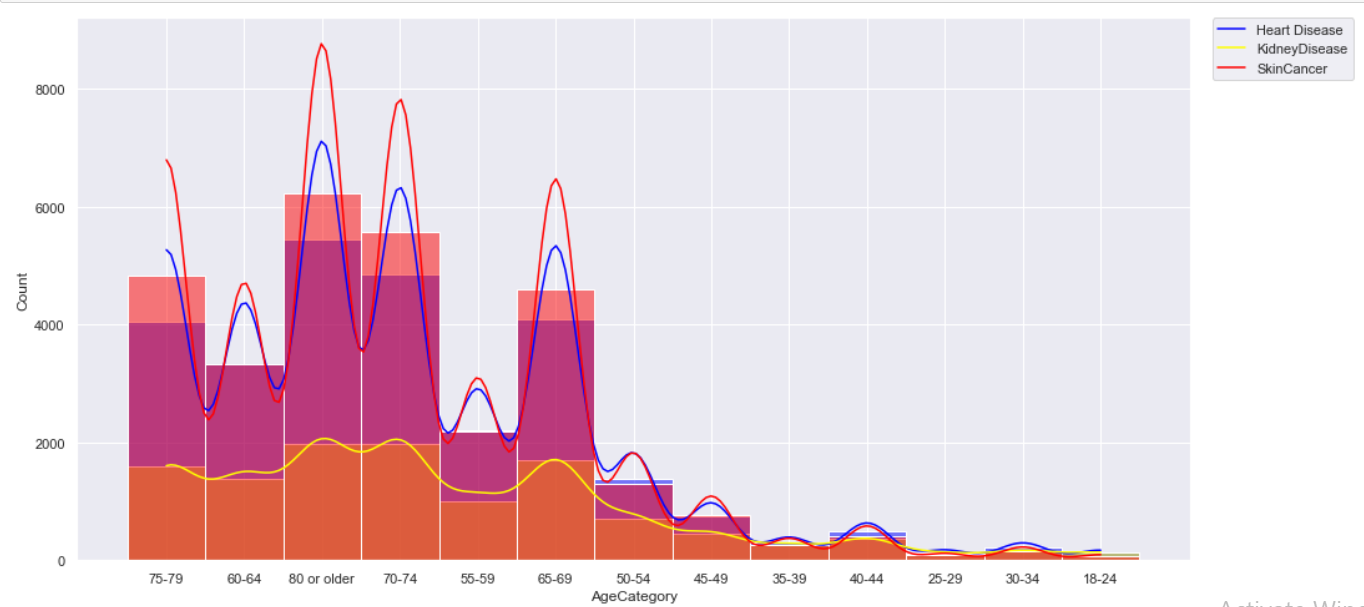 Heart Disease
KidneyDisease
SkinCancer
8000
6000
4000
2000
0
Count
75-79 60-64 80 or older 70-74 55-59 65-69 50-54 45-49 35-39 40-44 25-29 30-34 18-24
AgeCategory
Activate